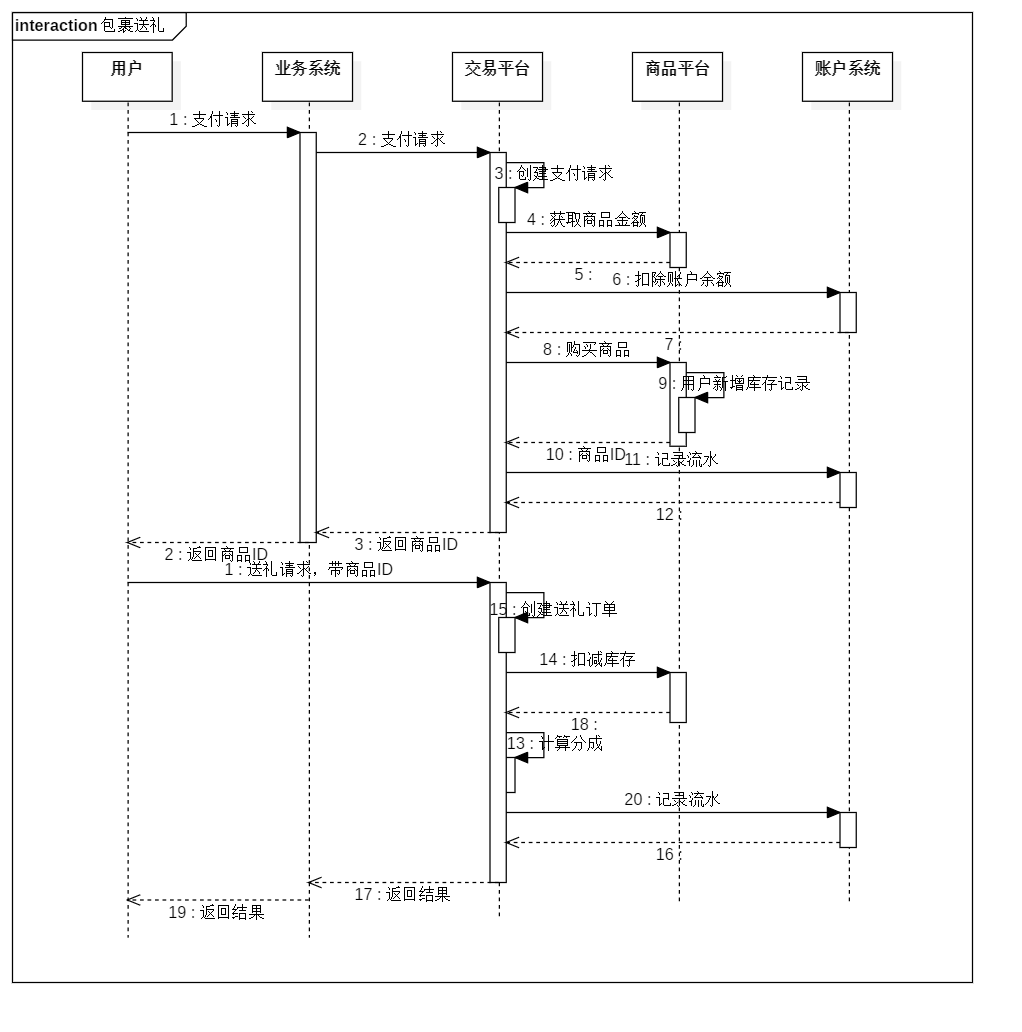 interaction 包裹送礼
用户
业务系统
交易平台
商品平台
账户系统
1 : 支付请求
2 : 支付请求
3 : 创建支付请求
4 : 获取商品金额
5 :
6 : 扣除账户余额
7 :
8 : 购买商品
9 : 用户新增库存记录
10 : 商品ID
11 : 记录流水
12 :
3 : 返回商品ID
2 : 返回商品ID
1 : 送礼请求，带商品ID
15 : 创建送礼订单
14 : 扣减库存
18 :
13 : 计算分成
20 : 记录流水
16 :
17 : 返回结果
19 : 返回结果